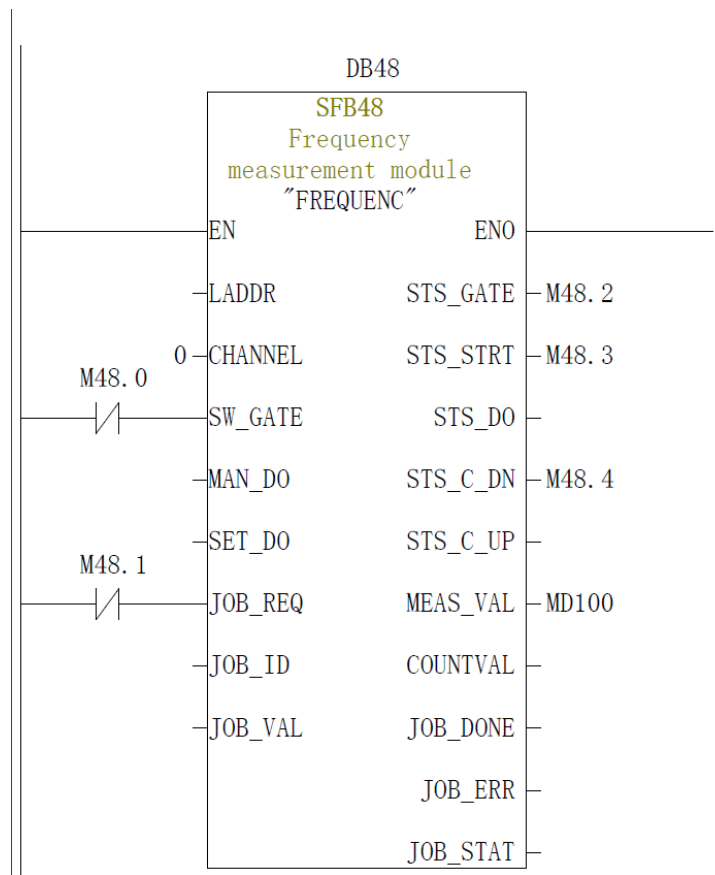 DB48
SFB48
Frequency
measurement module
"FREQUENC"
EN ENO
LADDR STS_GATE M48.2
0 CHANNEL STS_STRT M48.3
M48.0
SW_GATE STS_DO
MAN_DO STS_C_DN M48.4
SET_DO STS_C_UP
M48.1
JOB_REQ MEAS_VAL MD100
JOB_ID COUNTVAL
JOB_VAL JOB_DONE
JOB_ERR
JOB_STAT